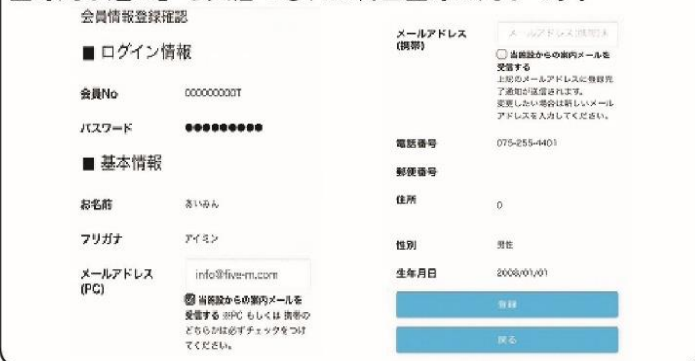 会員情報登録確認
■ ログイン情報
会員No 000000000T
パスワード ●●●●●●●●●
■ 基本情報
お名前 あいみん
フリガナ アイミン
メールアドレス info@five-m.com
(PC)
当施設からの案内メールを
受信する ※PC もしくは 携帯の
どちらかは必ずチェックをつけ
てください。
メールアドレス
(携帯)
当施設からの案内メールを
受信する
上記のメールアドレスに登録完
了通知が送信されます。
変更したい場合は新しいメール
アドレスを入力してください。
電話番号 075-255-4401
郵便番号
住所 0
性別 男性
生年月日 2008/01/01
登録
戻る